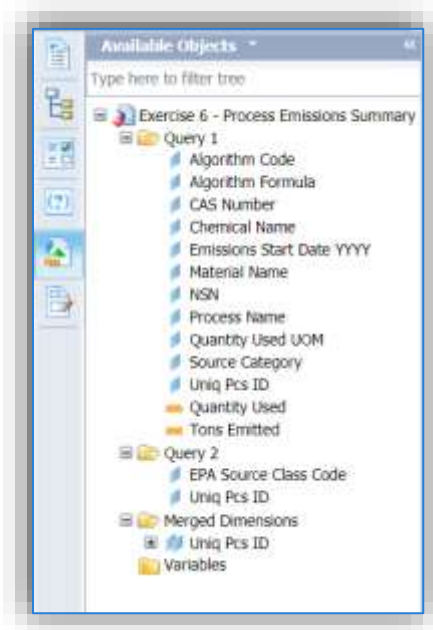 Available Objects
Type here to filter tree
Exercise 6 - Process Emissions Summary
Query 1
Algorithm Code
Algorithm Formula
CAS Number
Chemical Name
Emissions Start Date YYYY
Material Name
NSN
Process Name
Quantity Used UOM
Source Category
Uniq Pcs ID
Quantity Used
Tons Emitted
Query 2
EPA Source Class Code
Uniq Pcs ID
Merged Dimensions
Uniq Pcs ID
Variables